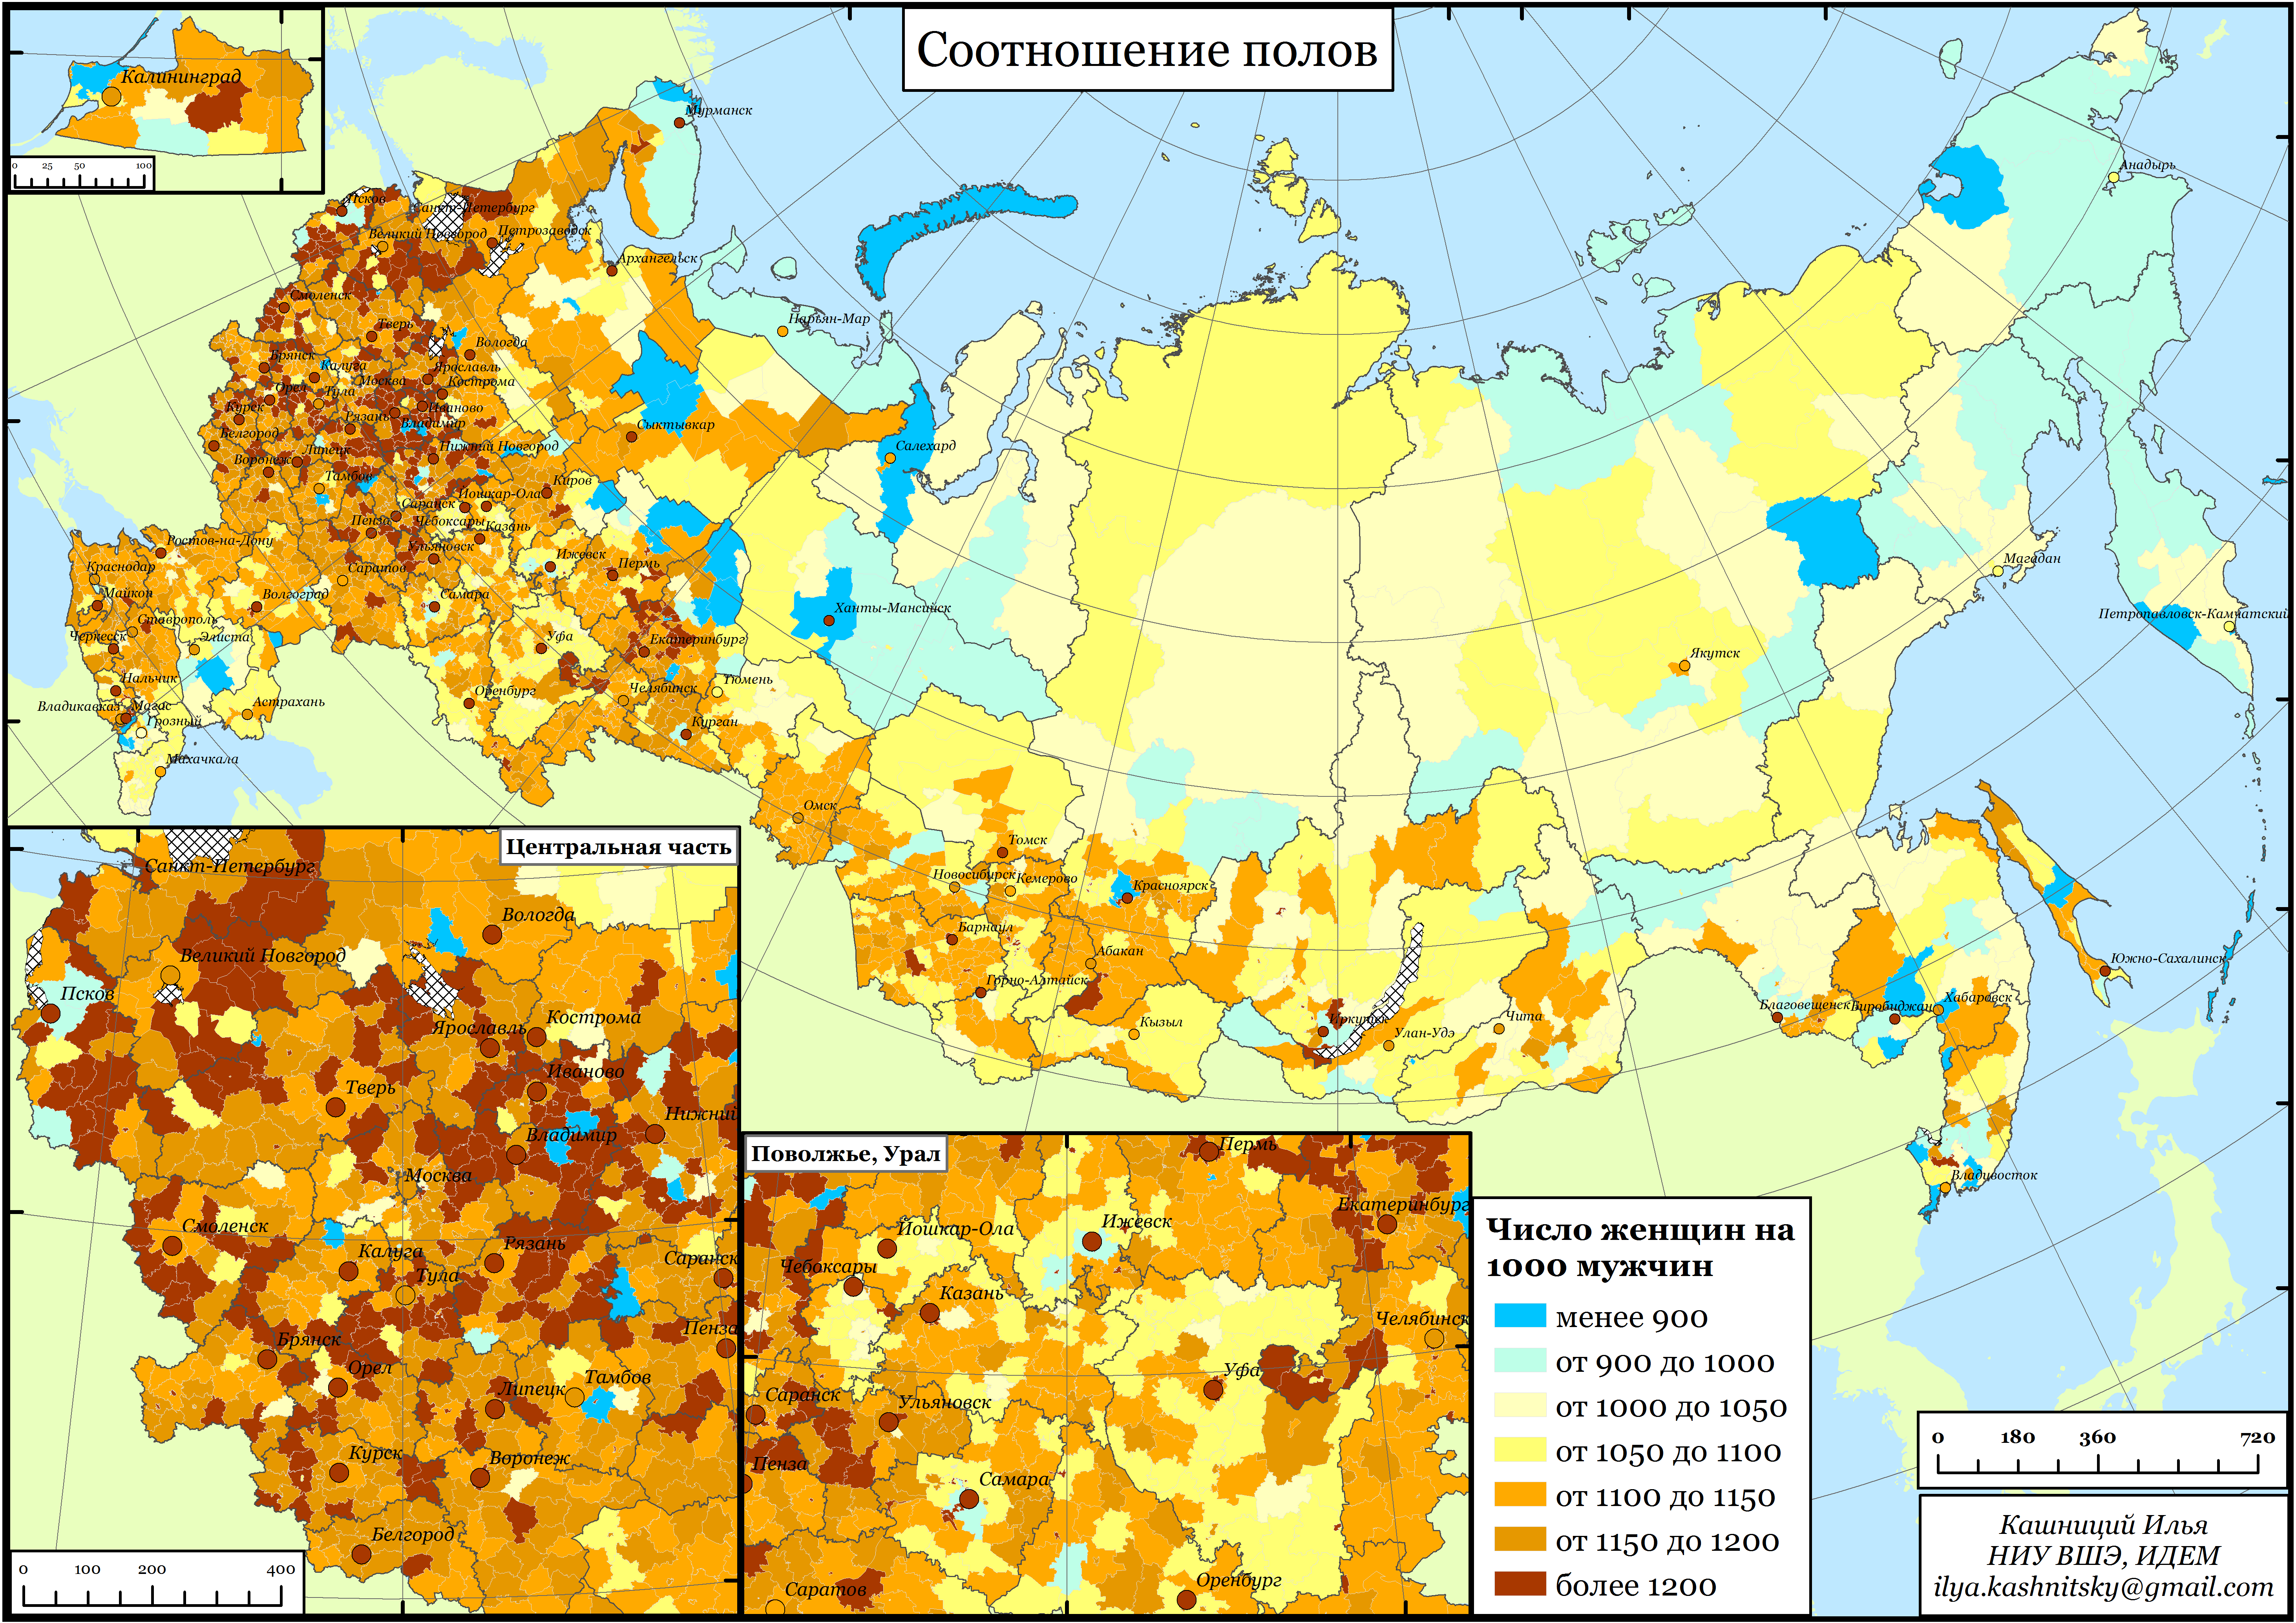 Соотношение полов
Калининград
0 25 50 100
Мурманск
Анадырь
Псков
Санкт-Петербург
Великий Новгород
Петрозаводск
Архангельск
Смоленск
Нарьян-Мар
Тверь
Вологда
Брянск
Калуга
Ярославль
Москва
Кострома
Орел
Тула
Курск
Рязань
Иваново
Владимир
Сыктывкар
Белгород
Нижний Новгород
Салехард
Воронеж
Липецк
Тамбов
Киров
Йошкар-Ола
Саранск
Пенза
Чебоксары
Казань
Ростов-на-Дону
Ульяновск
Ижевск
Магадан
Краснодар
Саратов
Пермь
Майкоп
Волгоград
Самара
Ханты-Мансийск
Петропавловск-Камчатский
Ставрополь
Черкесск
Элиста
Уфа
Екатеринбург
Якутск
Нальчик
Тюмень
Оренбург
Челябинск
Владикавказ
Магас
Астрахань
Грозный
Курган
Махачкала
Омск
Томск
Новосибирск
Кемерово
Красноярск
Барнаул
Абакан
Горно-Алтайск
Южно-Сахалинск
Кызыл
Иркутск
Улан-Удэ
Чита
Благовещенск
Биробиджан
Хабаровск
Владивосток
Центральная часть
Санкт-Петербург
Вологда
Великий Новгород
Псков
Ярославль
Кострома
Иваново
Тверь
Нижний
Владимир
Москва
Смоленск
Калуга
Рязань
Саранск
Тула
Пенза
Брянск
Орел
Тамбов
Липецк
Курск
Воронеж
Белгород
0 100 200 400
Поволжье, Урал
Пермь
Екатеринбург
Йошкар-Ола
Ижевск
Чебоксары
Казань
Челябинск
Уфа
Саранск
Ульяновск
Пенза
Самара
Саратов
Оренбург
Число женщин на
1000 мужчин
менее 900
от 900 до 1000
от 1000 до 1050
от 1050 до 1100
от 1100 до 1150
от 1150 до 1200
более 1200
0 180 360 720
Кашниций Илья
НИУ ВШЭ, ИДЕМ
ilya.kashnitsky@gmail.com